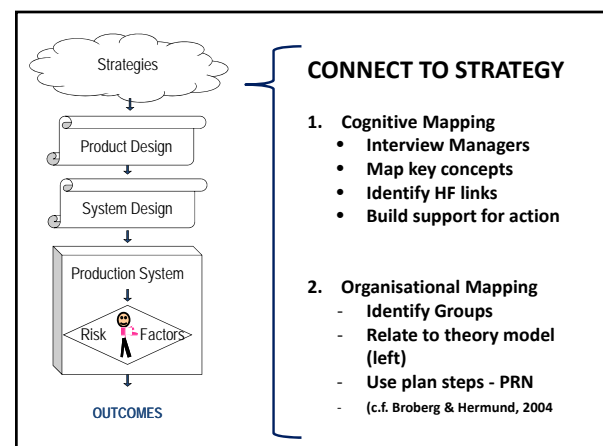 Strategies
Product Design
System Design
Production System
Risk Factors
OUTCOMES
CONNECT TO STRATEGY
1. Cognitive Mapping
• Interview Managers
• Map key concepts
• Identify HF links
• Build support for action
2. Organisational Mapping
- Identify Groups
- Relate to theory model
(left)
- Use plan steps - PRN
- (c.f. Broberg & Hermund, 2004